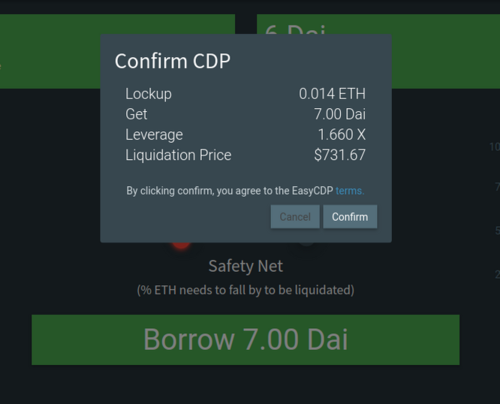 6 Dai
Confirm CDP
Lockup 0.014 ETH
Get 7.00 Dai
Leverage 1.660 X
Liquidation Price $731.67
By clicking confirm, you agree to the EasyCDP terms.
Cancel Confirm
Safety Net
(% ETH needs to fall by to be liquidated)
Borrow 7.00 Dai